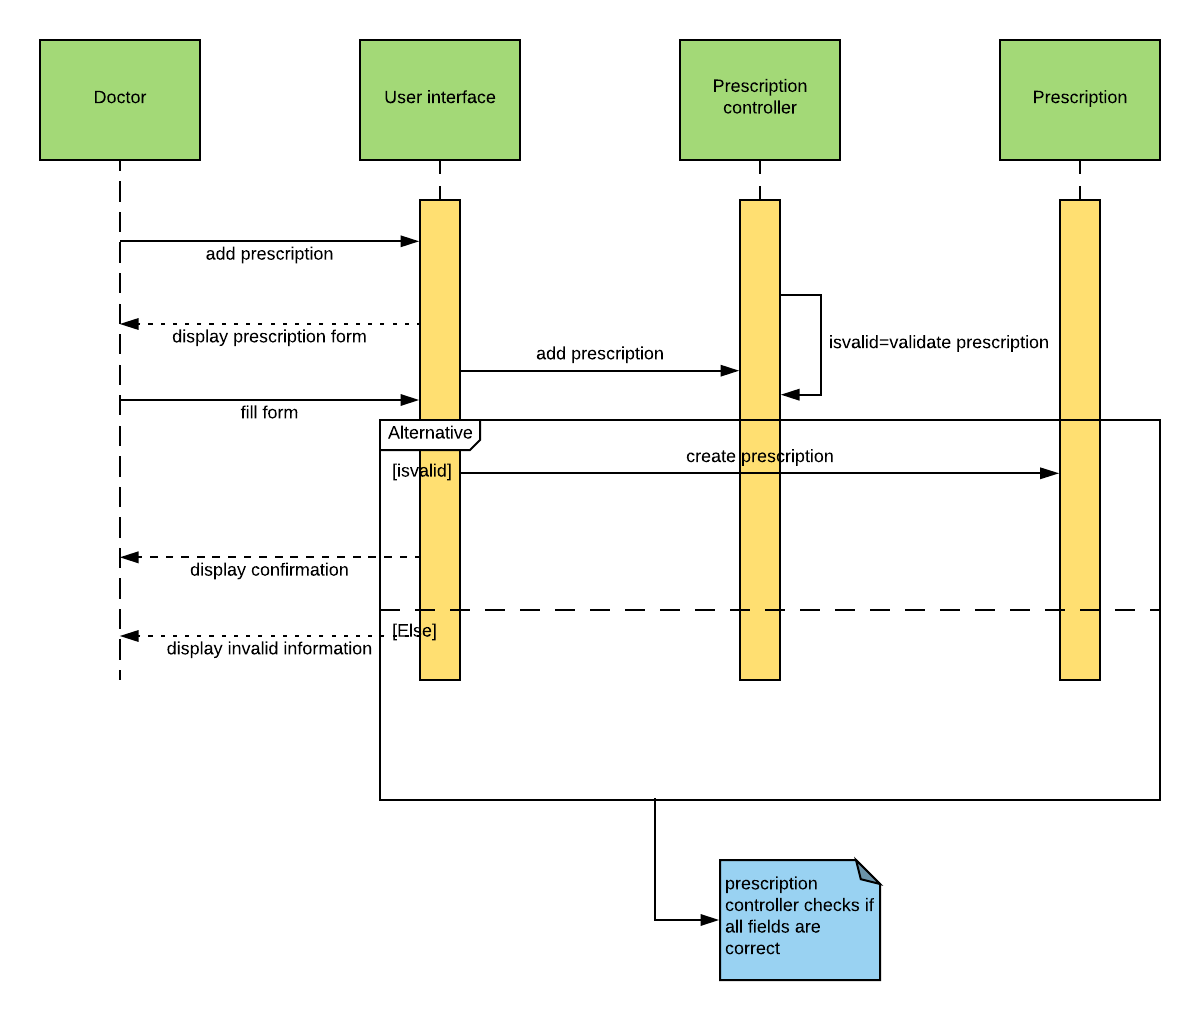 Doctor
User interface
Prescription
controller
Prescription
add prescription
display prescription form
isvalid=validate prescription
add prescription
fill form
Alternative
[isvalid]
create prescription
display confirmation
[Else]
display invalid information
prescription
controller checks if
all fields are
correct